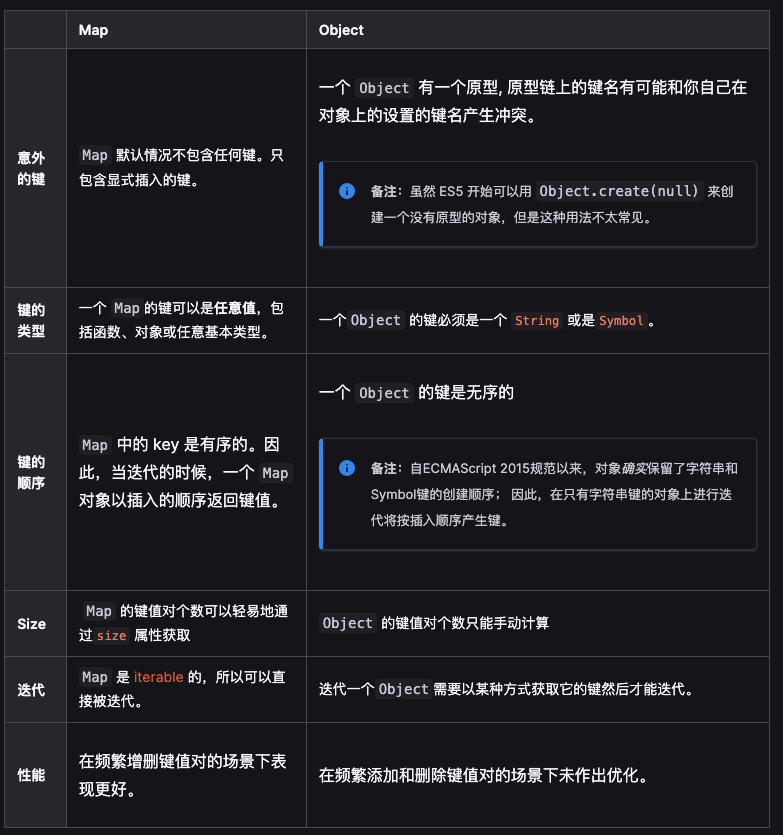 Map
Object
意外
的键
Map 默认情况不包含任何键。只
包含显式插入的键。
一个 Object 有一个原型, 原型链上的键名有可能和你自己在
对象上的设置的键名产生冲突。
备注：虽然 ES5 开始可以用 Object.create(null) 来创
建一个没有原型的对象，但是这种用法不太常见。
键的
类型
一个 Map 的键可以是任意值，包
括函数、对象或任意基本类型。
一个 Object 的键必须是一个 String 或是 Symbol 。
键的
顺序
Map 中的 key 是有序的。因
此，当迭代的时候，一个 Map
对象以插入的顺序返回键值。
一个 Object 的键是无序的
备注：自ECMAScript 2015规范以来，对象确实保留了字符串和
Symbol键的创建顺序； 因此，在只有字符串键的对象上进行迭
代将按插入顺序产生键。
Size
Map 的键值对个数可以轻易地通
过 size 属性获取
Object 的键值对个数只能手动计算
迭代
Map 是 iterable 的，所以可以直
接被迭代。
迭代一个 Object 需要以某种方式获取它的键然后才能迭代。
性能
在频繁增删键值对的场景下表
现更好。
在频繁添加和删除键值对的场景下未作出优化。